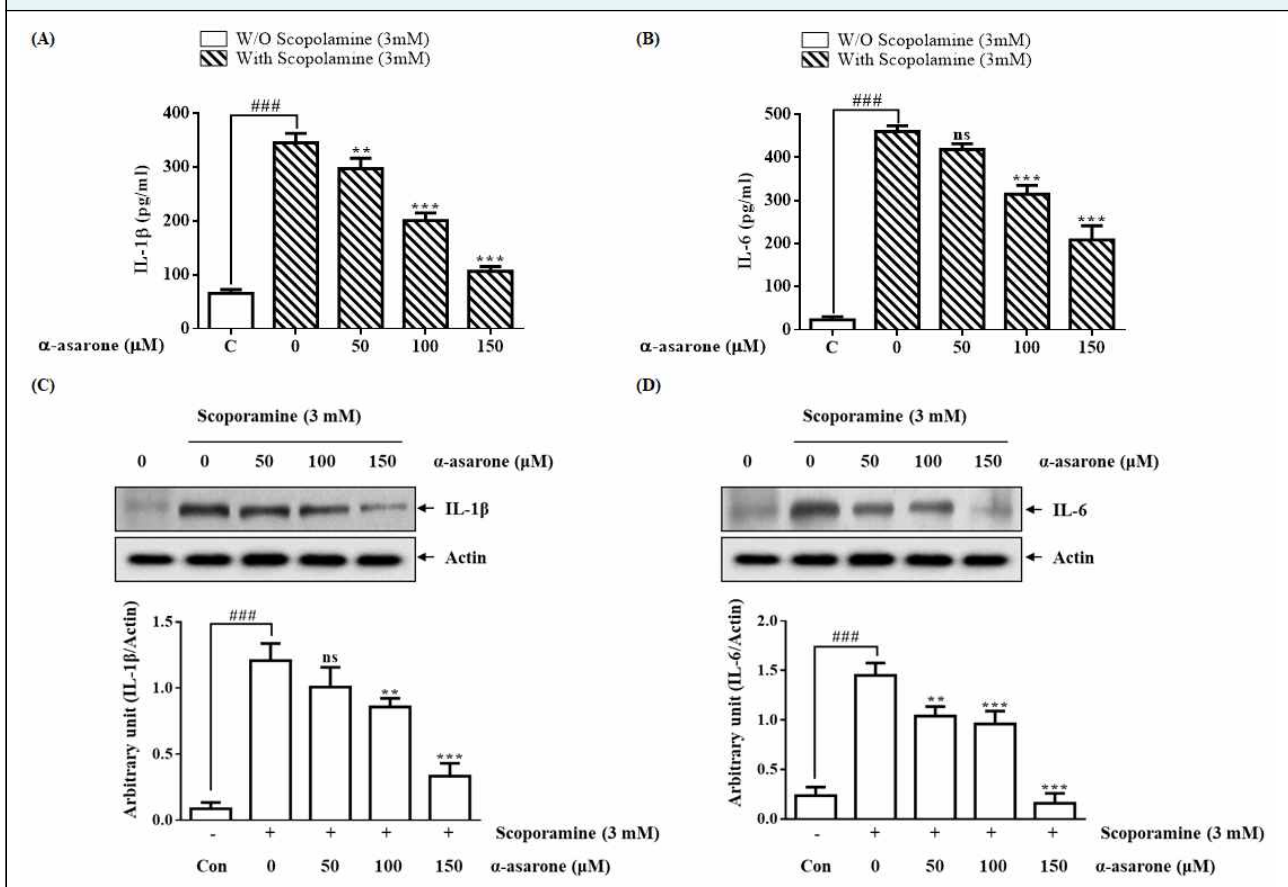 (A)
W/O Scopolamine (3mM)
With Scopolamine (3mM)
###
**
***
***
400
300
200
100
0
IL-1β (pg/ml)
α-asarone (μM) C 0 50 100 150
(B)
W/O Scopolamine (3mM)
With Scopolamine (3mM)
###
ns
***
***
500
400
300
200
100
0
IL-6 (pg/ml)
α-asarone (μM) C 0 50 100 150
(C)
Scoporamine (3 mM)
0 0 50 100 150 α-asarone (μM)
IL-1β
Actin
###
ns
**
***
1.5
1.0
0.5
0.0
Arbitrary unit (IL-1β/Actin)
- + + + + Scoporamine (3 mM)
Con 0 50 100 150 α-asarone (μM)
(D)
Scoporamine (3 mM)
0 0 50 100 150 α-asarone (μM)
IL-6
Actin
###
**
***
***
2.0
1.5
1.0
0.5
0.0
Arbitrary unit (IL-6/Actin)
- + + + + Scoporamine (3 mM)
Con 0 50 100 150 α-asarone (μM)